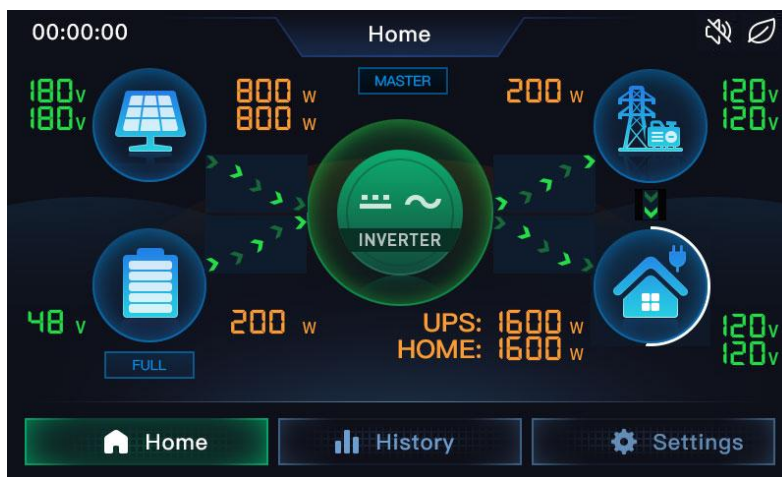 00:00:00
Home
MASTER
180V
180V
800 W
800 W
200 W
120V
120V
INVERTER
48 V
200 W
UPS: 1600 W
HOME: 1600 W
120V
120V
FULL
Home
History
Settings